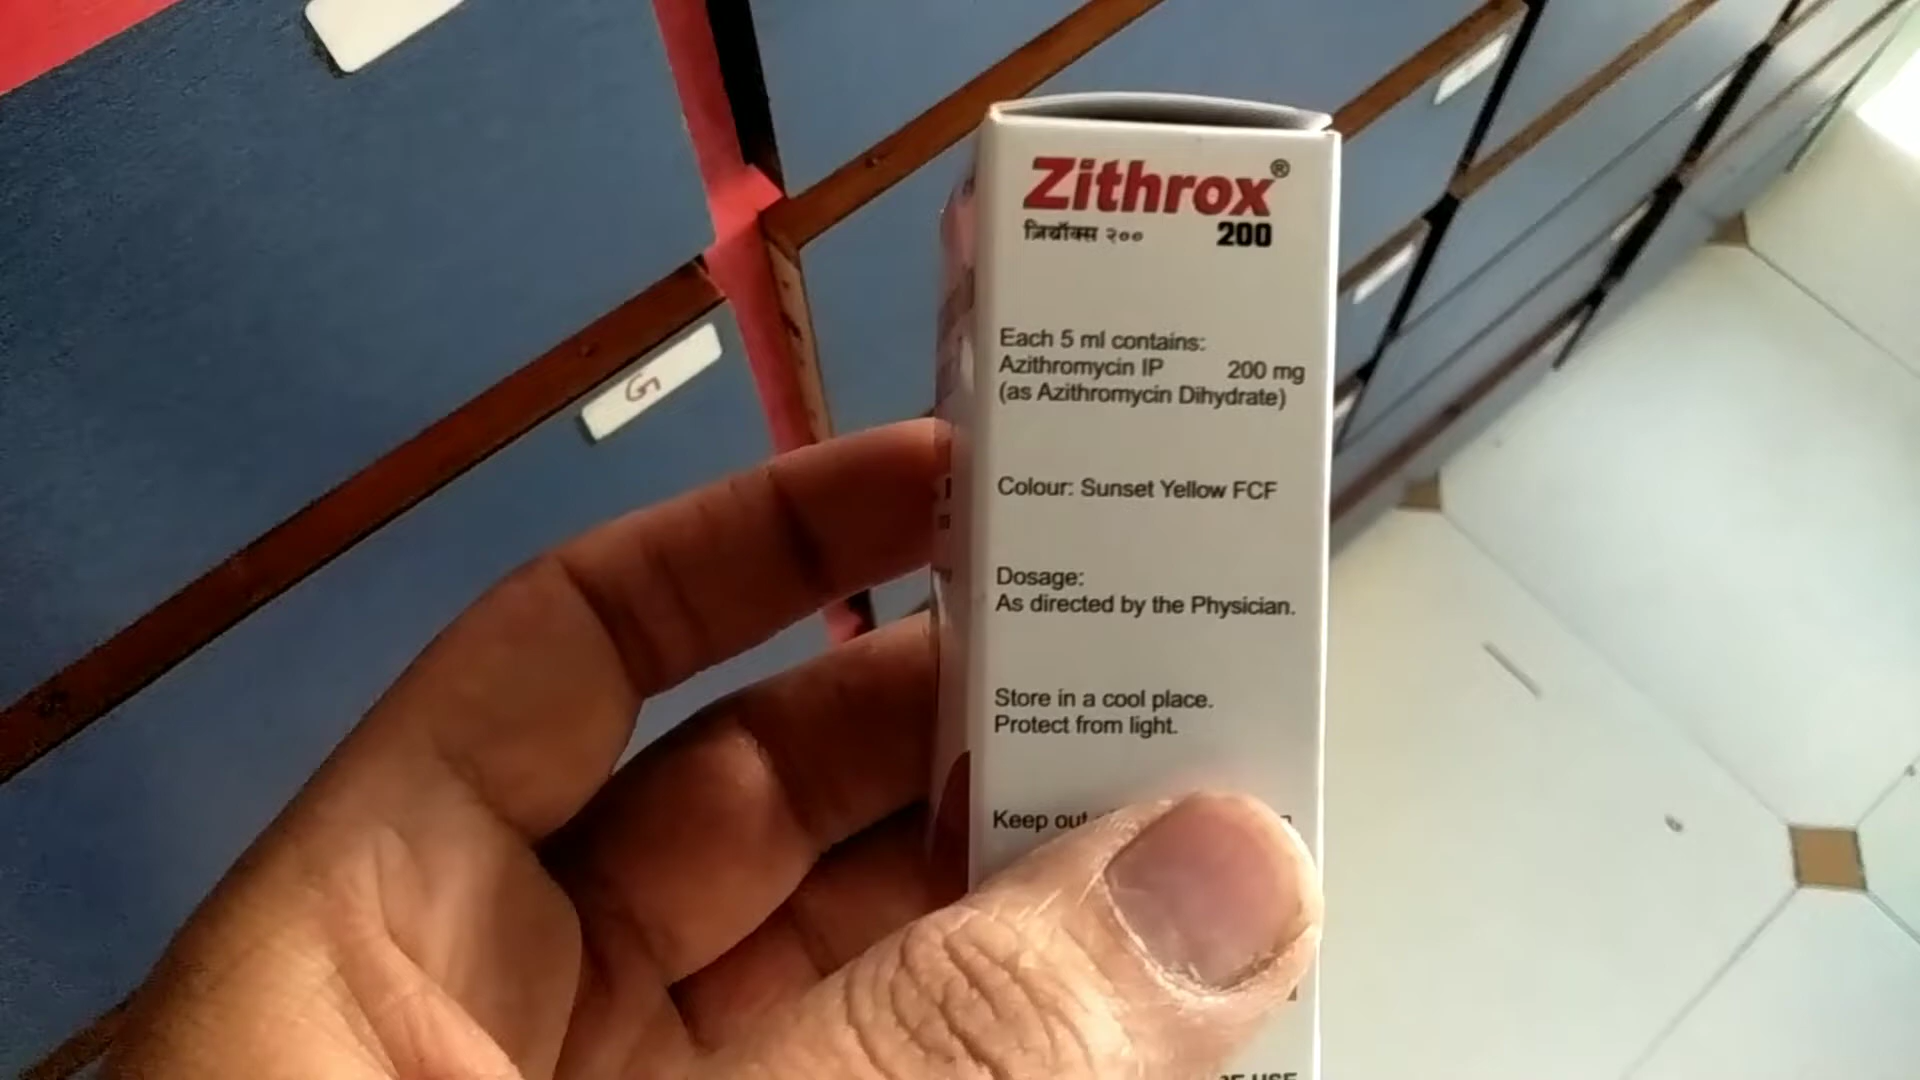 Zithrox®
ज़िथ्रॉक्स २०० 200
Each 5 ml contains:
Azithromycin IP 200 mg
(as Azithromycin Dihydrate)
Colour: Sunset Yellow FCF
Dosage:
As directed by the Physician.
Store in a cool place.
Protect from light.
Keep out
USE
G